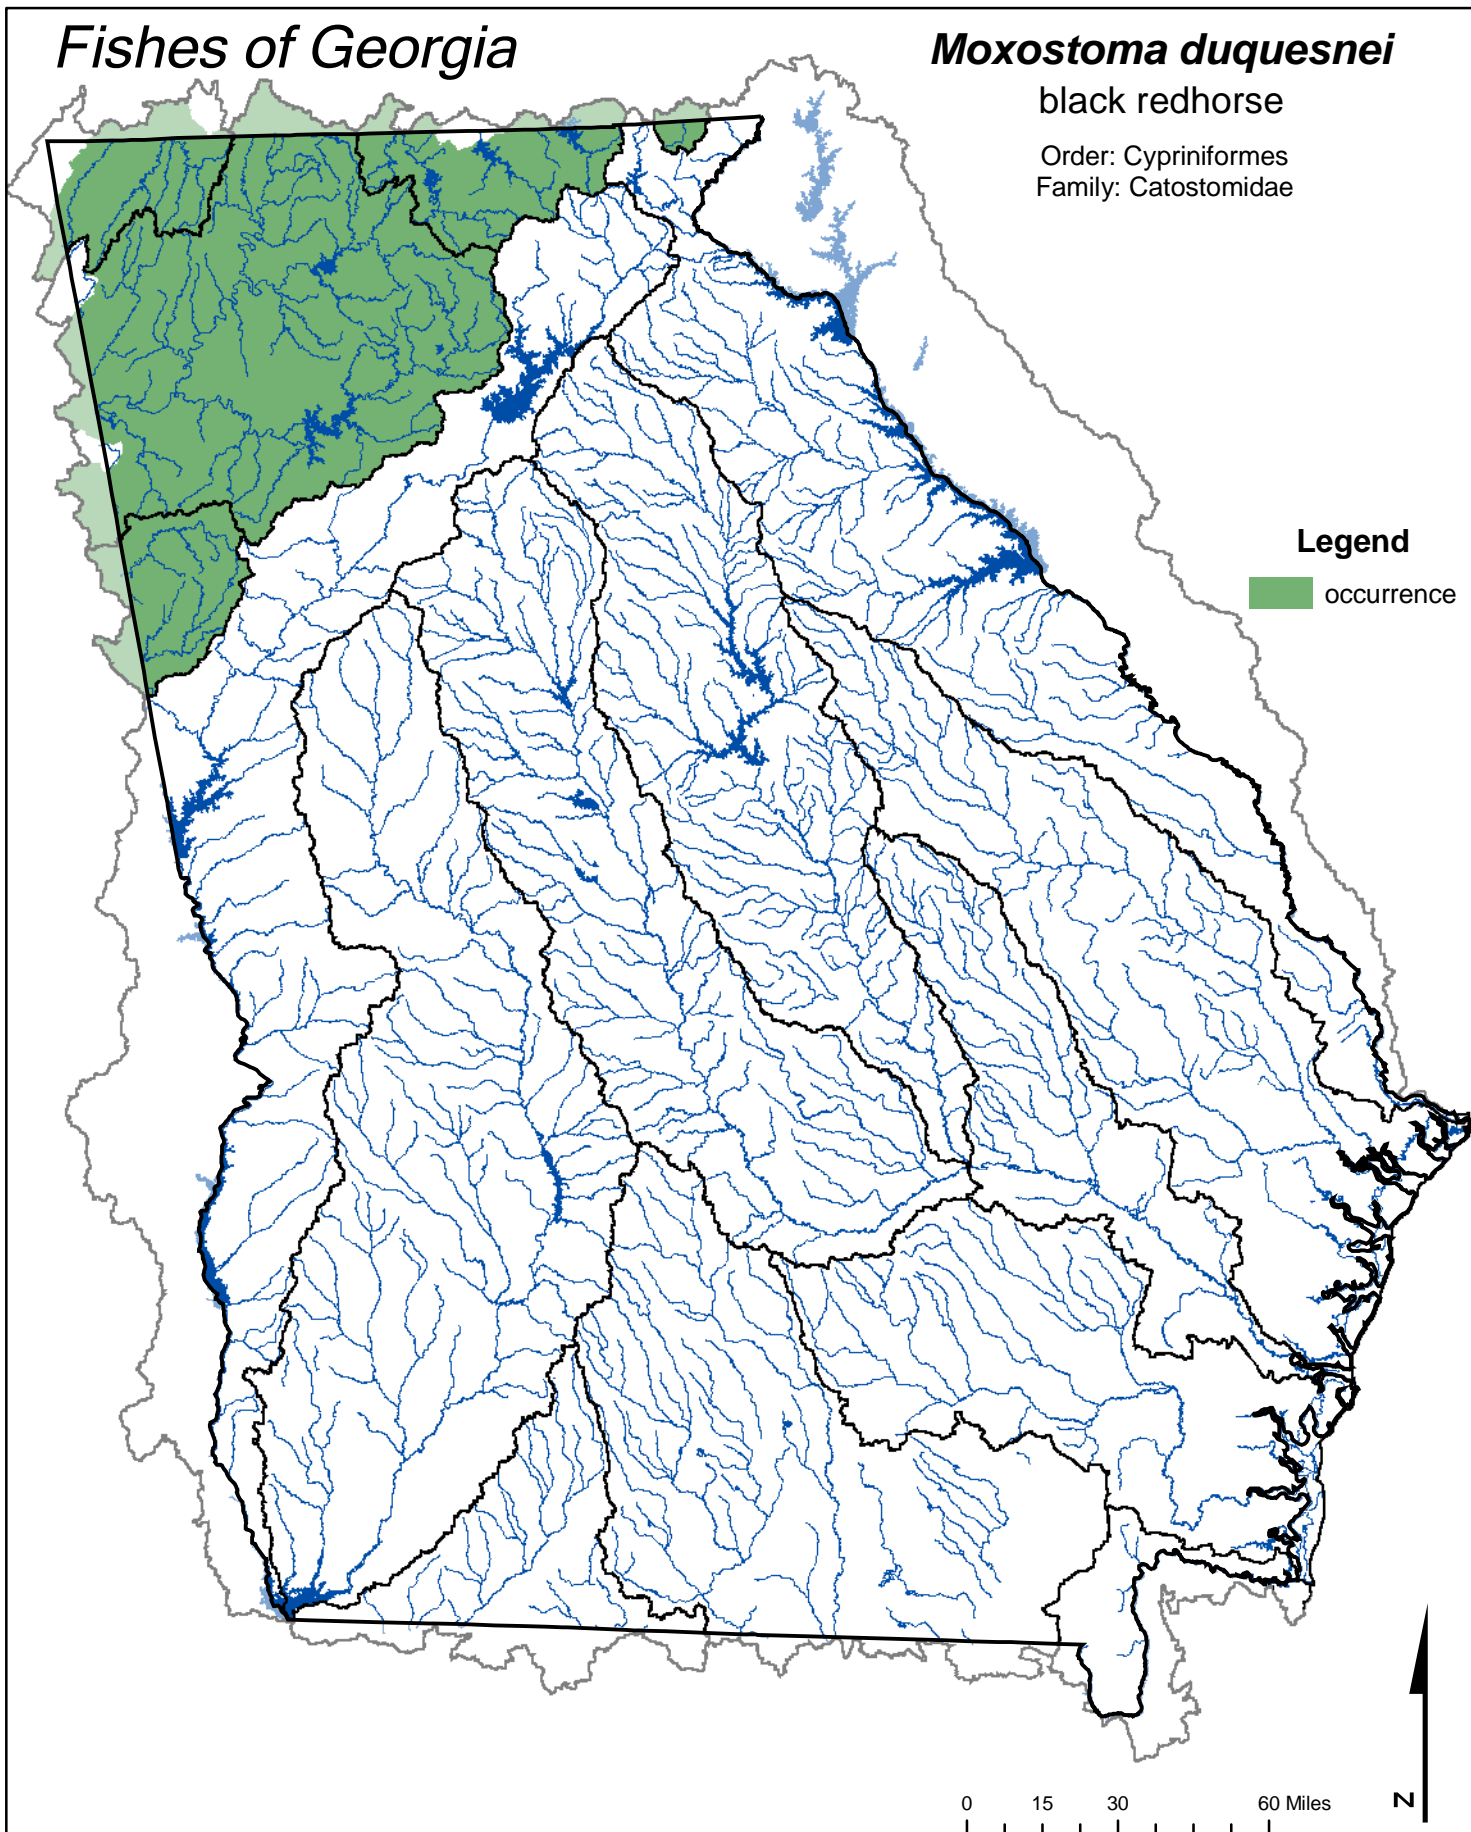 Fishes of Georgia
Moxostoma duquesnei
black redhorse
Order: Cypriniformes
Family: Catostomidae
Legend
occurrence
0 15 30 60 Miles
N